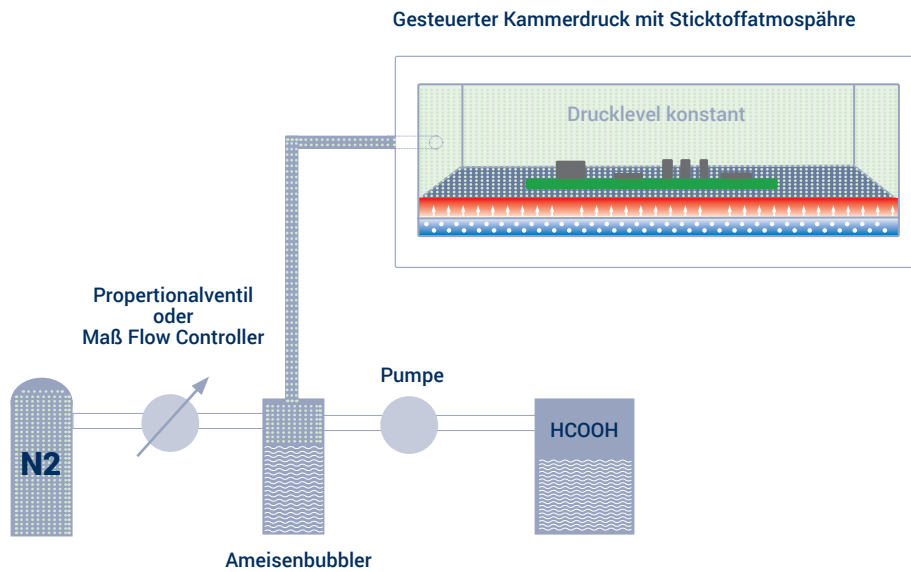 Gesteuerter Kammerdruck mit Sticktoffatmospähre
Drucklevel konstant
Propertionalventil
oder
Maß Flow Controller
Pumpe
N2
HCOOH
Ameisenbubbler